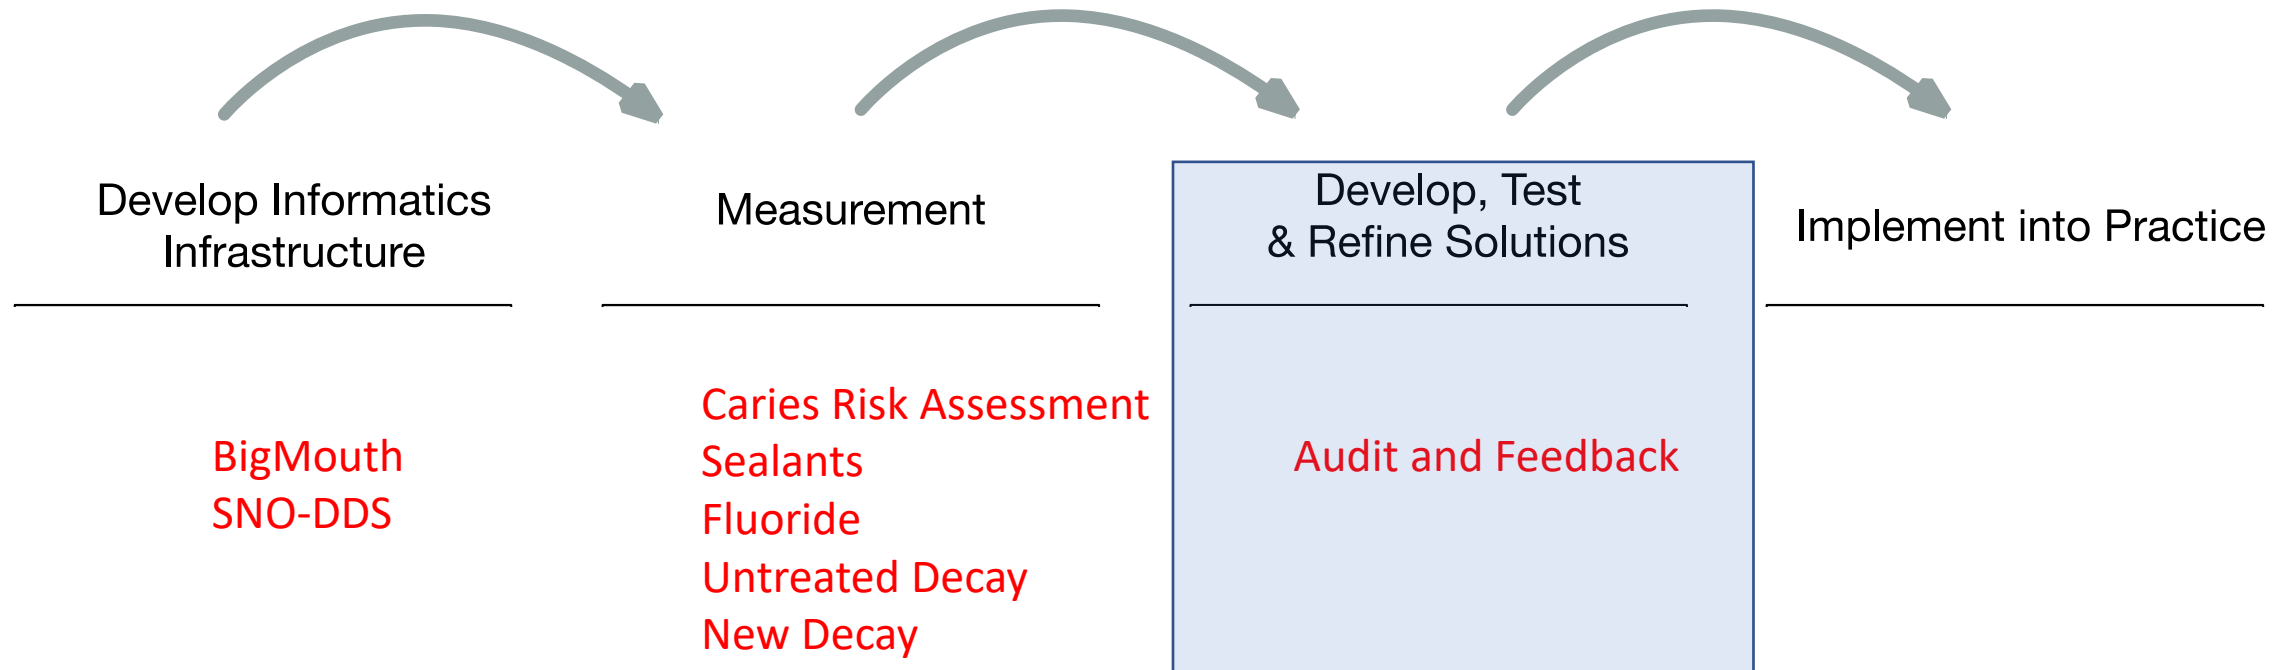 Develop Informatics
Infrastructure
Measurement
Develop, Test
& Refine Solutions
Implement into Practice
BigMouth
SNO-DDS
Caries Risk Assessment
Sealants
Fluoride
Untreated Decay
New Decay
Audit and Feedback